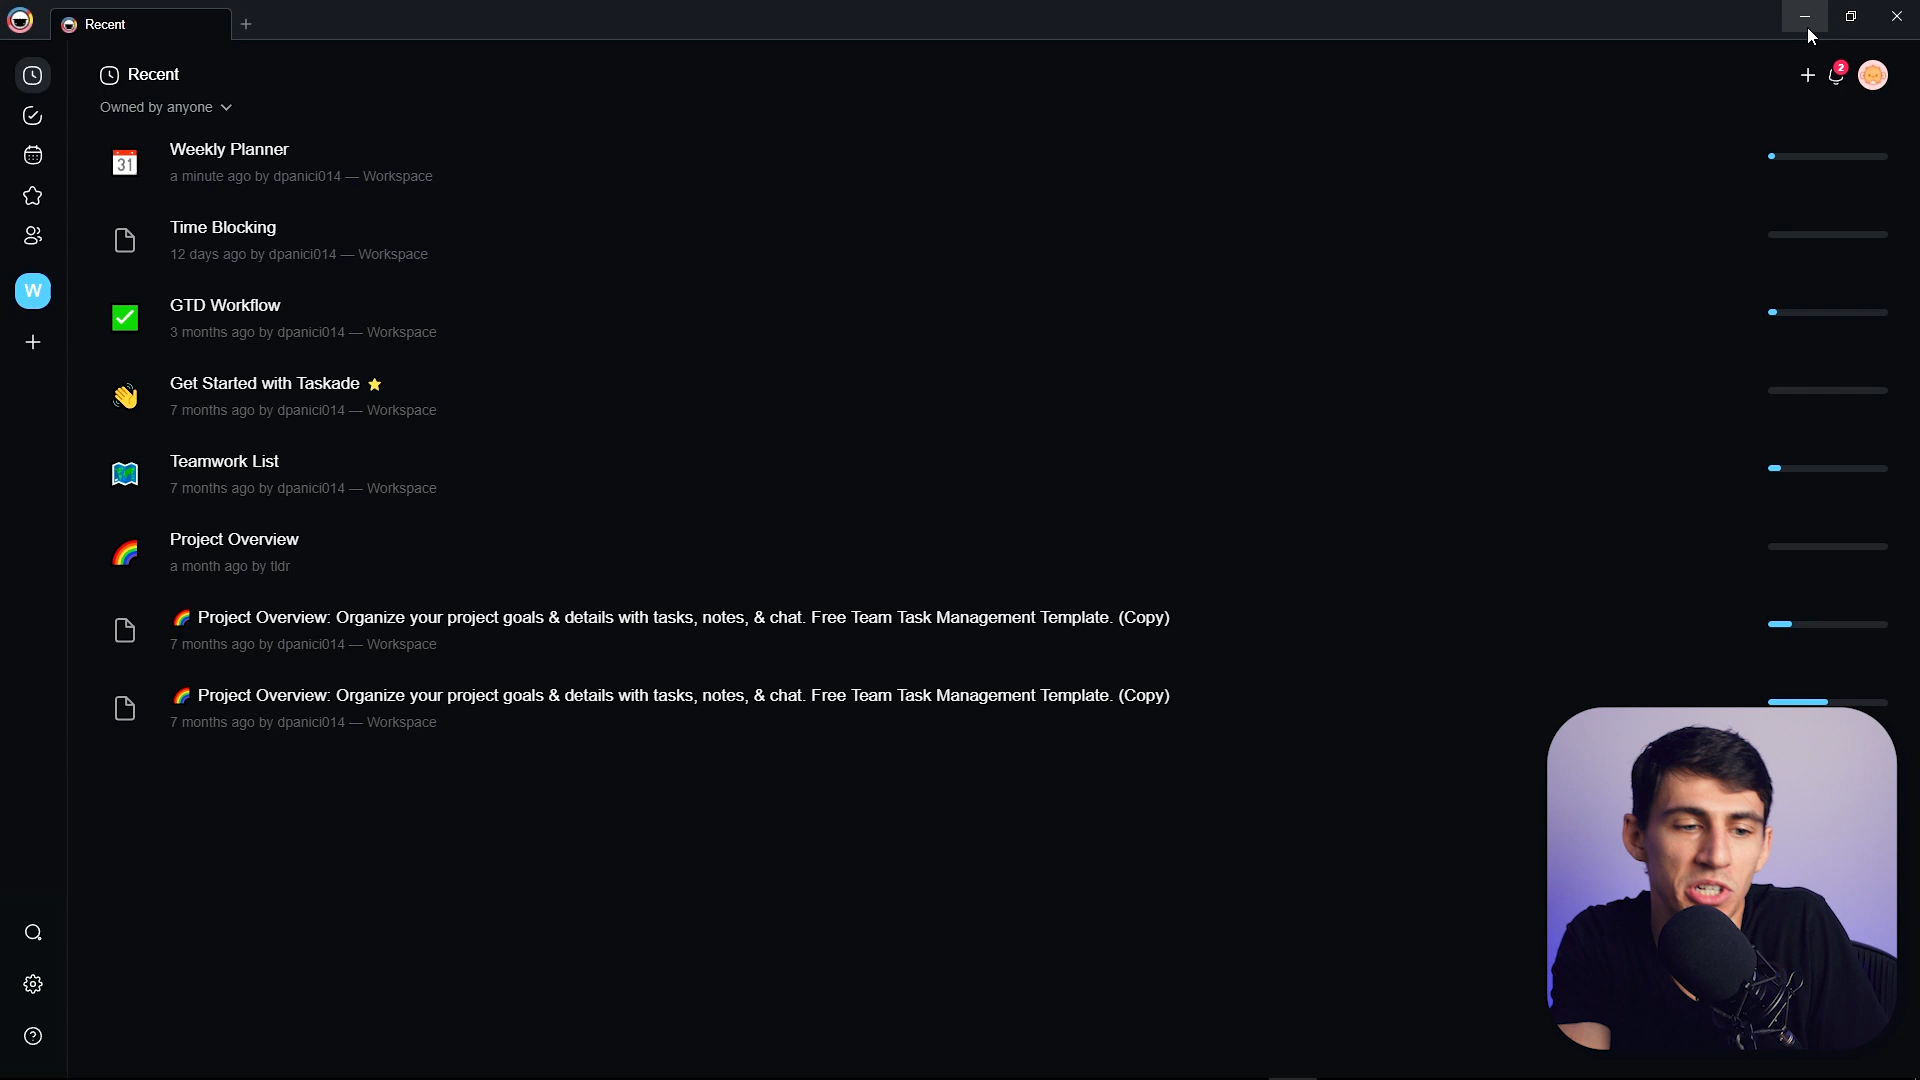 Recent
Recent
2
Owned by anyone
31
Weekly Planner
a minute ago by dpanici014 — Workspace
Time Blocking
12 days ago by dpanici014 — Workspace
GTD Workflow
3 months ago by dpanici014 — Workspace
W
Get Started with Taskade
7 months ago by dpanici014 — Workspace
Teamwork List
7 months ago by dpanici014 — Workspace
Project Overview
a month ago by tldr
Project Overview: Organize your project goals & details with tasks, notes, & chat. Free Team Task Management Template. (Copy)
7 months ago by dpanici014 — Workspace
Project Overview: Organize your project goals & details with tasks, notes, & chat. Free Team Task Management Template. (Copy)
7 months ago by dpanici014 — Workspace